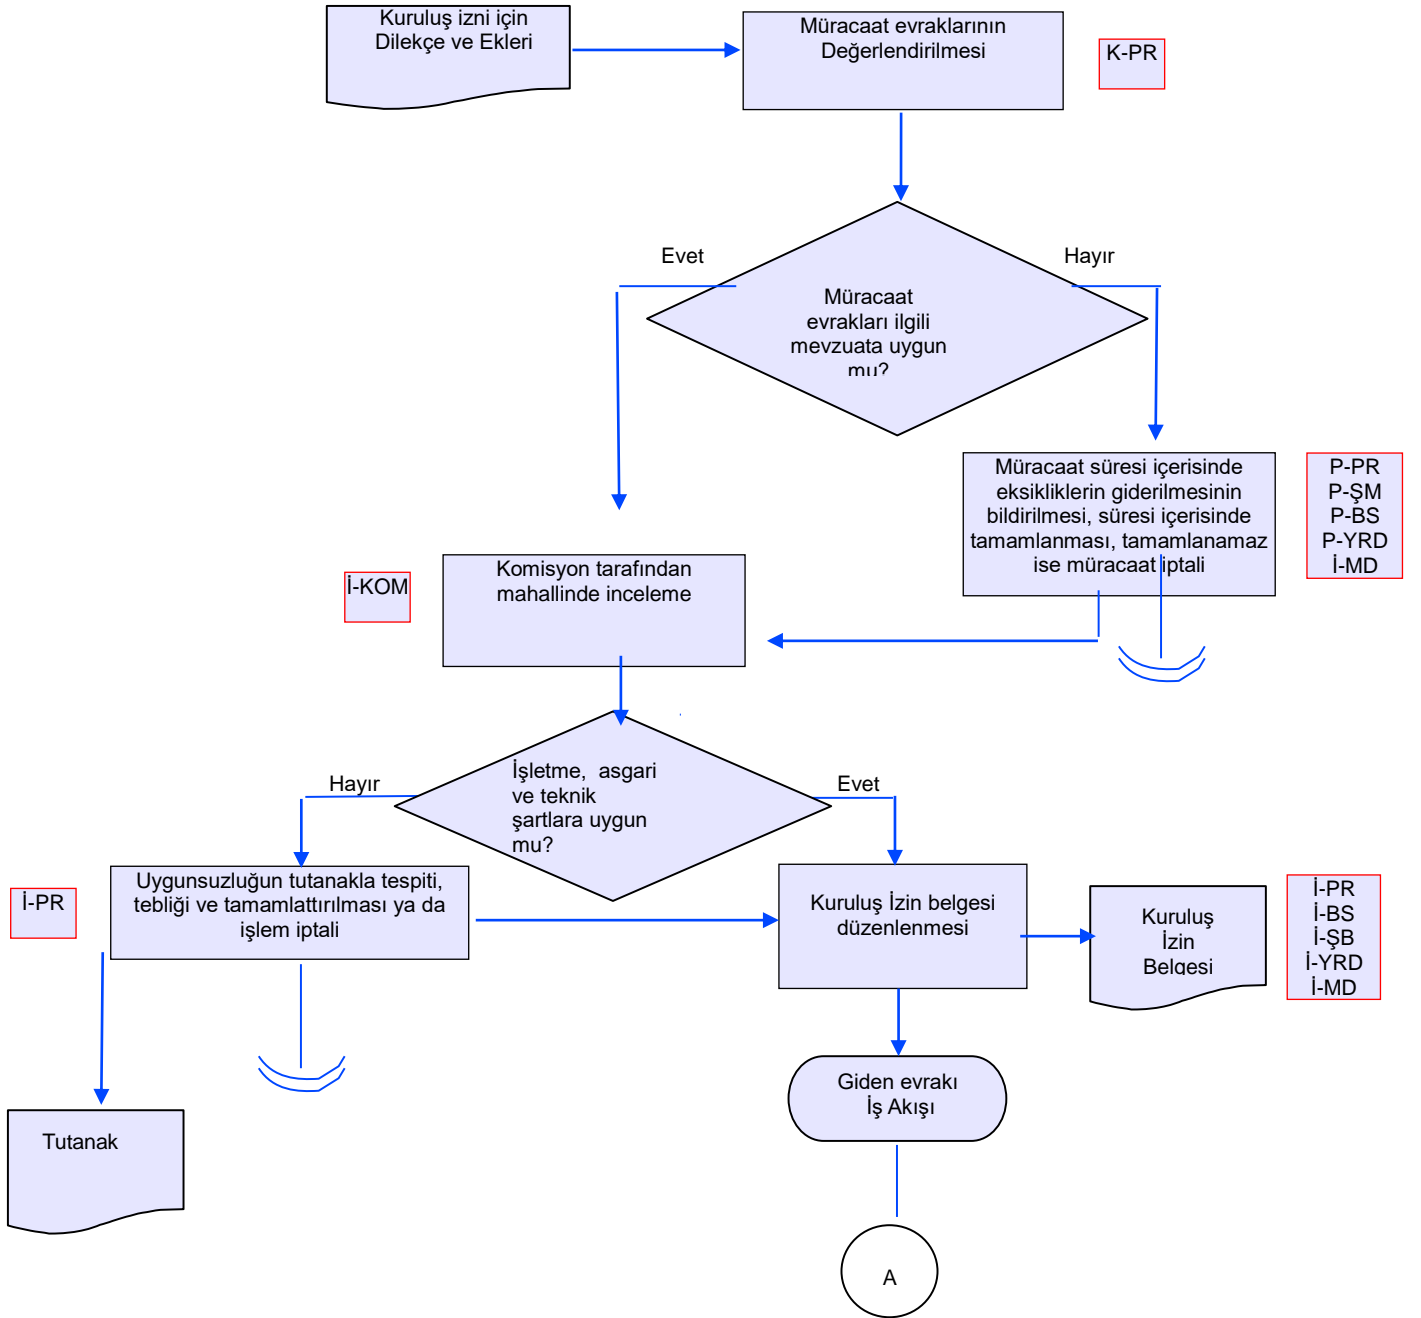 Kuruluş izni için
Dilekçe ve Ekleri
Müracaat evraklarının
Değerlendirilmesi
K-PR
Evet
Hayır
Müracaat
evrakları ilgili
mevzuata uygun
mu?
Müracaat süresi içerisinde
eksikliklerin giderilmesinin
bildirilmesi, süresi içerisinde
tamamlanması, tamamlanamaz
ise müracaat iptali
P-PR
P-ŞM
P-BS
P-YRD
İ-MD
İ-KOM
Komisyon tarafından
mahallinde inceleme
Hayır
İşletme,  asgari
ve teknik
şartlara uygun
mu?
Evet
İ-PR
Uygunsuzluğun tutanakla tespiti,
tebliği ve tamamlattırılması ya da
işlem iptali
Kuruluş İzin belgesi
düzenlenmesi
Kuruluş
İzin
Belgesi
İ-PR
İ-BS
İ-ŞB
İ-YRD
İ-MD
Giden evrakı
İş Akışı
Tutanak
A